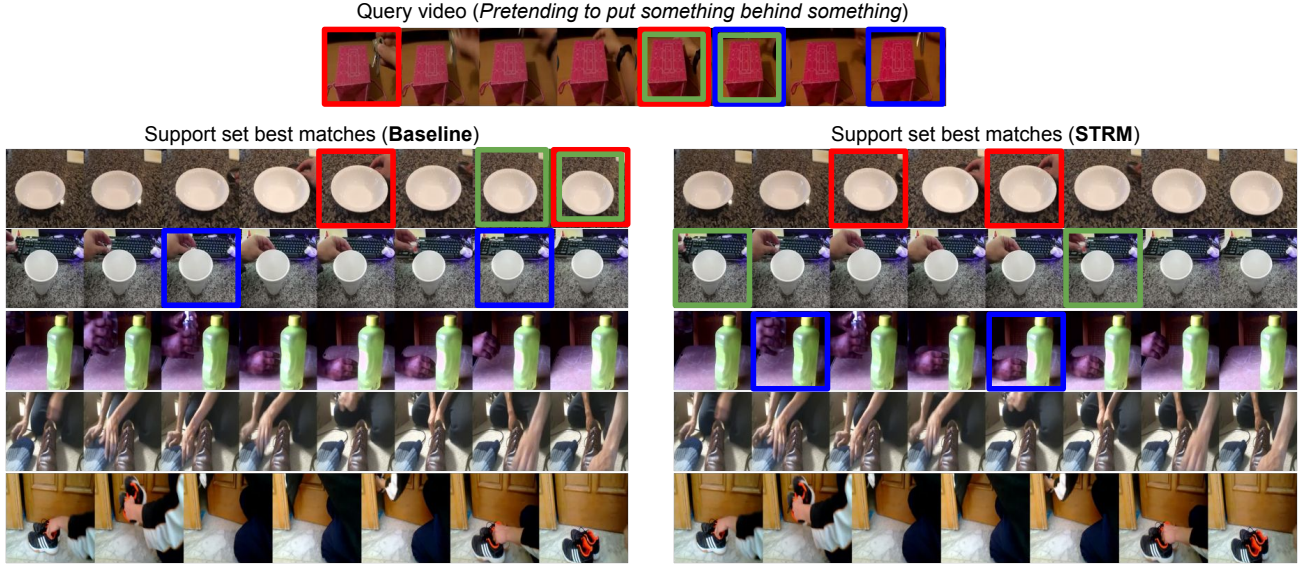 Query video (Pretending to put something behind something)
Support set best matches (Baseline)
Support set best matches (STRM)